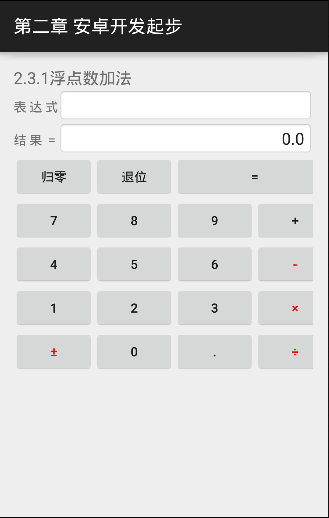 第二章 安卓开发起步
2.3.1浮点数加法
表 达 式
结 果 = 0.0
归零 退位 =
7 8 9 +
4 5 6 -
1 2 3 ×
± 0 . ÷